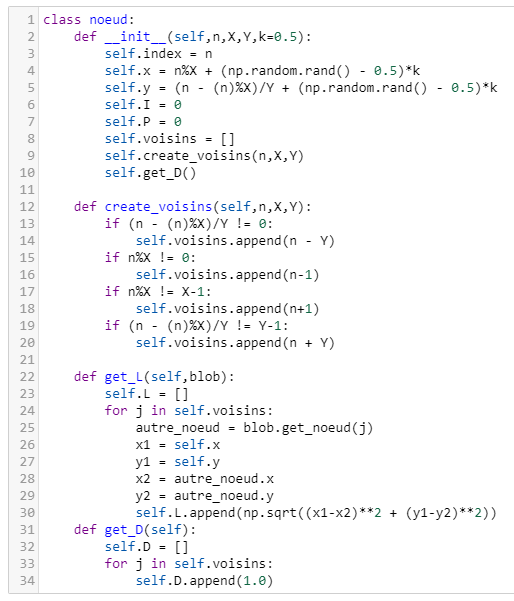 1 class noeud:
2     def __init__(self,n,X,Y,k=0.5):
3         self.index = n
4         self.x = n%X + (np.random.rand() - 0.5)*k
5         self.y = (n - (n)%X)/Y + (np.random.rand() - 0.5)*k
6         self.I = 0
7         self.P = 0
8         self.voisins = []
9         self.create_voisins(n,X,Y)
10         self.get_D()
11
12     def create_voisins(self,n,X,Y):
13         if (n - (n)%X)/Y != 0:
14             self.voisins.append(n - Y)
15         if n%X != 0:
16             self.voisins.append(n-1)
17         if n%X != X-1:
18             self.voisins.append(n+1)
19         if (n - (n)%X)/Y != Y-1:
20             self.voisins.append(n + Y)
21
22     def get_L(self,blob):
23         self.L = []
24         for j in self.voisins:
25             autre_noeud = blob.get_noeud(j)
26             x1 = self.x
27             y1 = self.y
28             x2 = autre_noeud.x
29             y2 = autre_noeud.y
30             self.L.append(np.sqrt((x1-x2)**2 + (y1-y2)**2))
31     def get_D(self):
32         self.D = []
33         for j in self.voisins:
34             self.D.append(1.0)